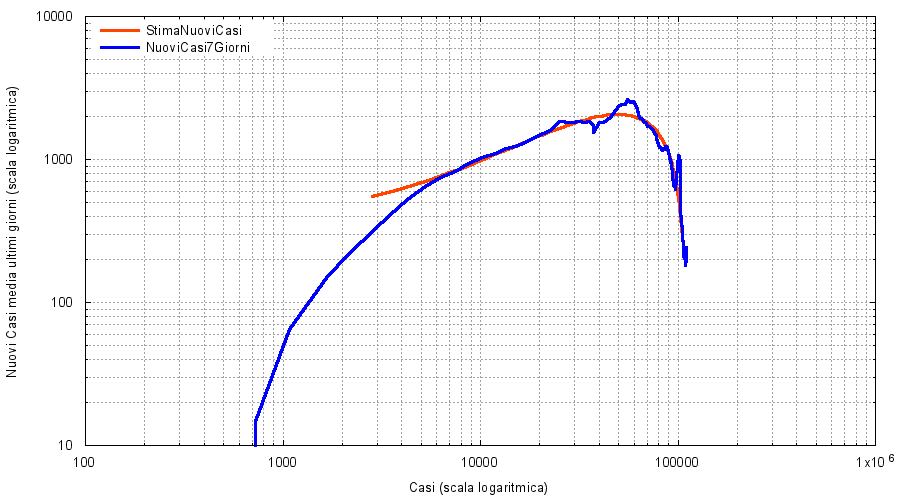 10000
StimaNuoviCasi
NuoviCasi7Giorni
1000
100
10
100
1000
10000
100000
1x10 6
Nuovi Casi media ultimi giorni (scala logaritmica)
Casi (scala logaritmica)